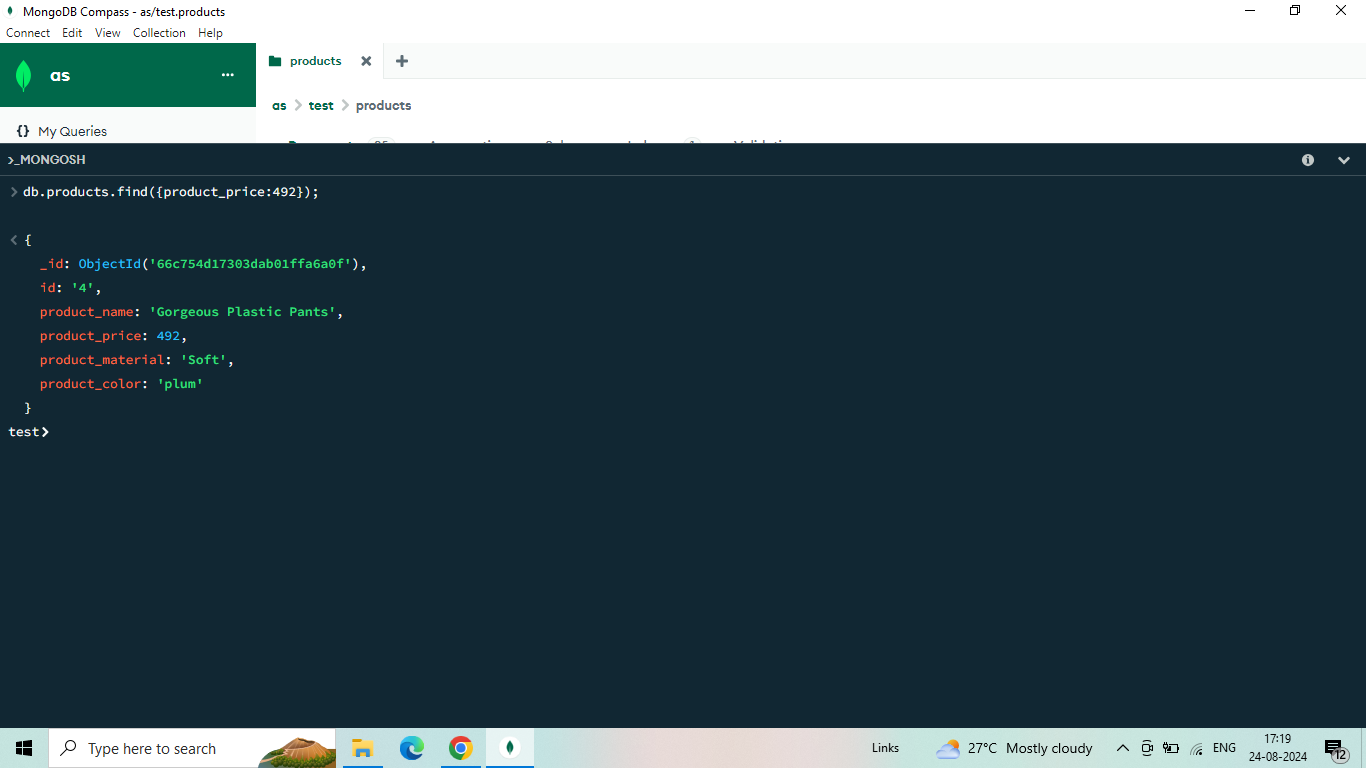 MongoDB Compass - as/test.products
Connect Edit View Collection Help
as
products
as > test > products
{} My Queries
>_MONGOSH
> db.products.find({product_price:492});
< {
_id: ObjectId('66c754d17303dab01ffa6a0f'),
id: '4',
product_name: 'Gorgeous Plastic Pants',
product_price: 492,
product_material: 'Soft',
product_color: 'plum'
}
test>
Type here to search
Links
27°C Mostly cloudy
ENG
17:19
24-08-2024
12